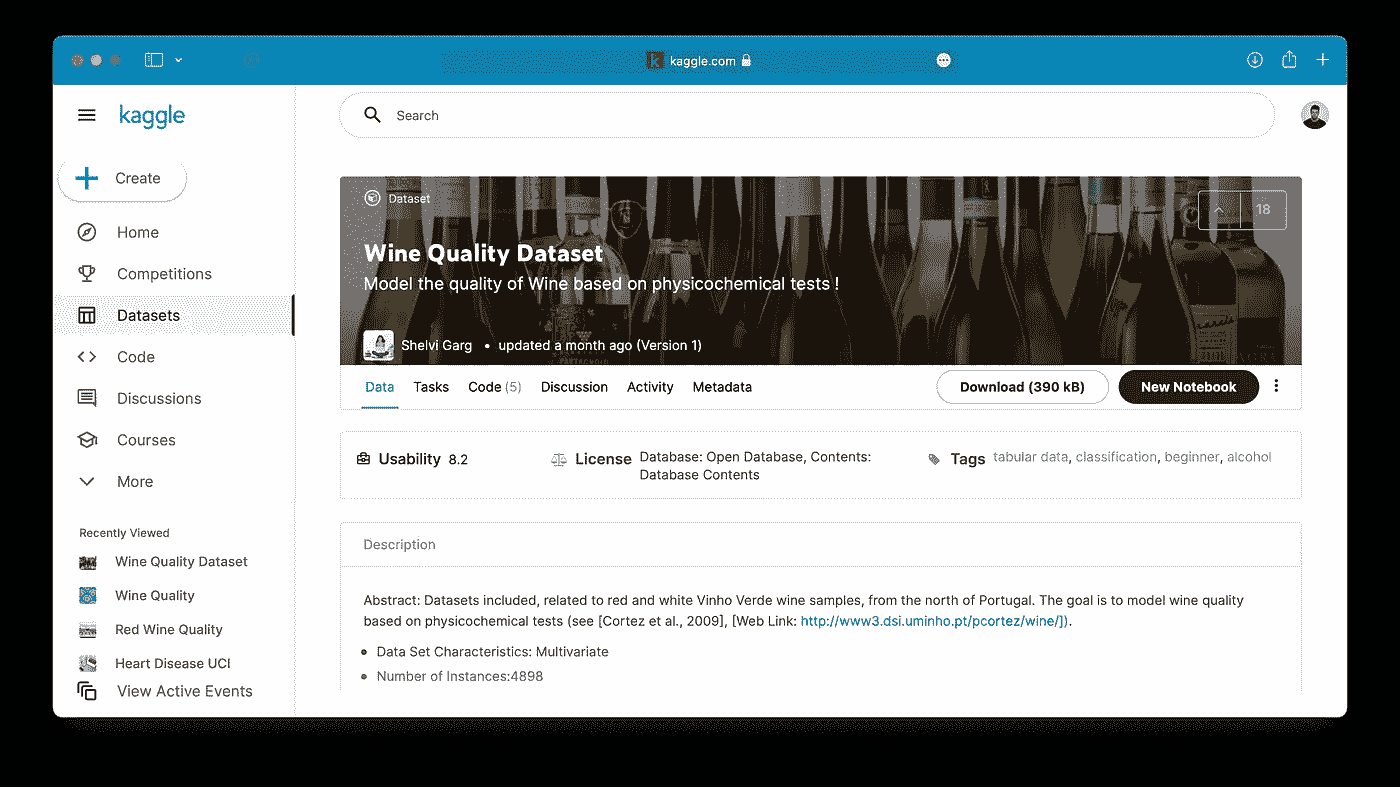 kaggle.com
kaggle
Search
Create
Home
Competitions
Datasets
Code
Discussions
Courses
More
Recently Viewed
Wine Quality Dataset
Wine Quality
Red Wine Quality
Heart Disease UCI
View Active Events
Dataset
18
Wine Quality Dataset
Model the quality of Wine based on physicochemical tests !
Shelvi Garg • updated a month ago (Version 1)
Data Tasks Code (5) Discussion Activity Metadata Download (390 kB) New Notebook
Usability 8.2
License Database: Open Database, Contents:
Database Contents
Tags tabular data, classification, beginner, alcohol
Description
Abstract: Datasets included, related to red and white Vinho Verde wine samples, from the north of Portugal. The goal is to model wine quality
based on physicochemical tests (see [Cortez et al., 2009], [Web Link: http://www3.dsi.uminho.pt/pcortez/wine/]).
• Data Set Characteristics: Multivariate
• Number of Instances:4898